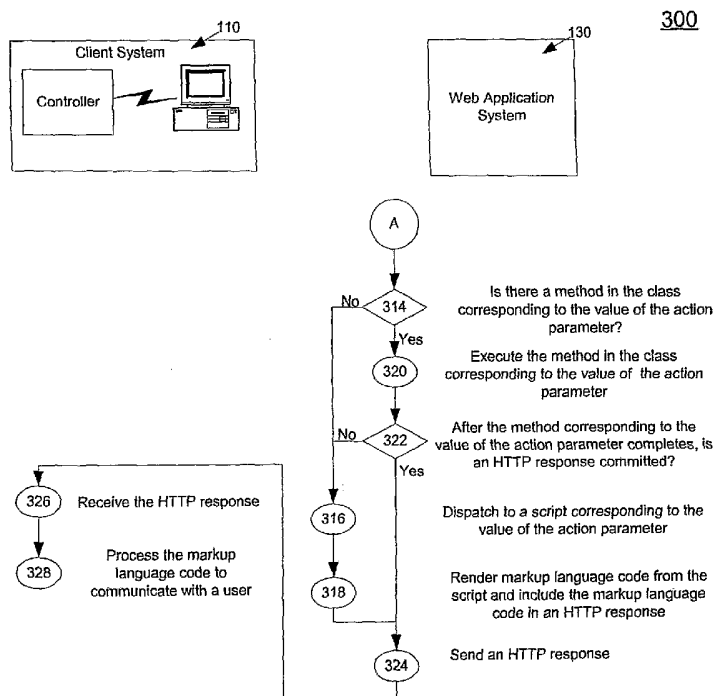 300
110
Client System
Controller
130
Web Application
System
A
No
314
Is there a method in the class
corresponding to the value of the action
parameter?
Yes
320
Execute the method in the class
corresponding to the value of the action
parameter
No
322
After the method corresponding to the
value of the action parameter completes, is
an HTTP response committed?
Yes
326
Receive the HTTP response
316
Dispatch to a script corresponding to the
value of the action parameter
328
Process the markup
language code to
communicate with a user
318
Render markup language code from the
script and include the markup language
code in an HTTP response
324
Send an HTTP response